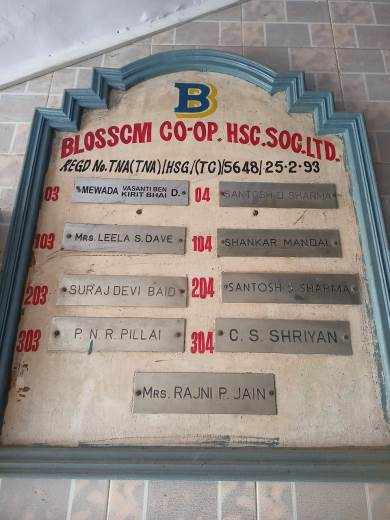 B
BLOSSCM CO-OP. HSG.SOC.LTD.
REGD No. TNA(TNA)/HSG/(TC)/5648/25-2-93
03 MEWADA VASANTI BEN KIRIT BHAI D. 04 SANTOSH D SHARMA
103 MRS. LEELA S. DAVE 104 SHANKAR MANDAL
203 SURAJ DEVI BAID 204 SANTOSH S SHARMA
303 P. N. R. PILLAI 304 C. S. SHRIYAN
MRS. RAJNI P. JAIN